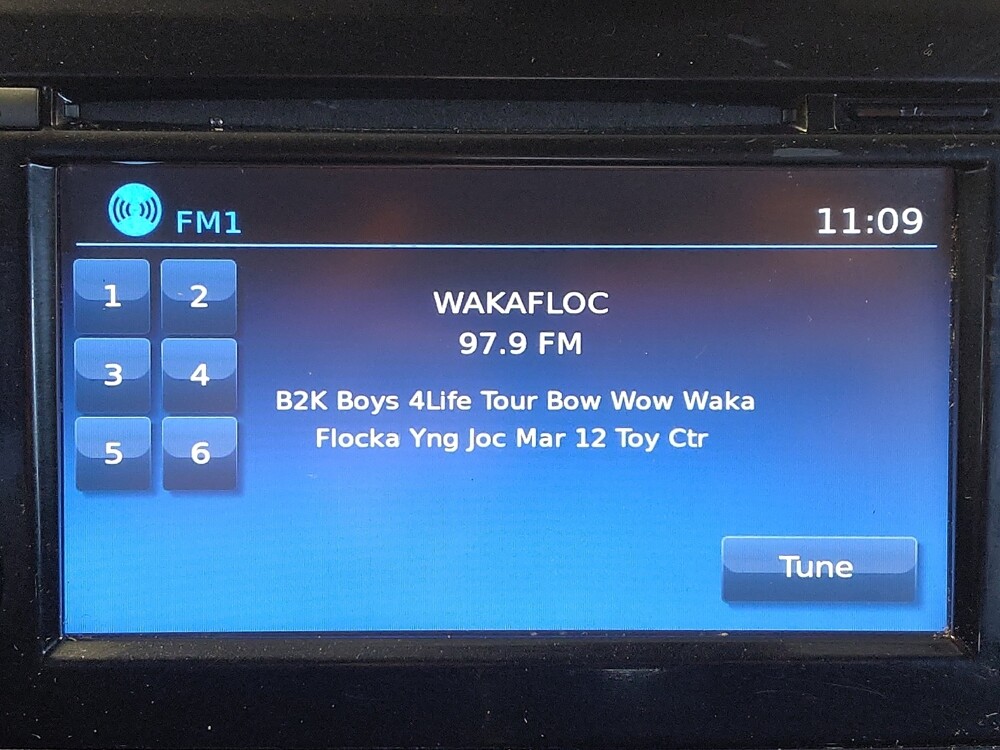 FM1
11:09
1 2
3 4
5 6
WAKAFLOC
97.9 FM
B2K Boys 4Life Tour Bow Wow Waka
Flocka Yng Joc Mar 12 Toy Ctr
Tune